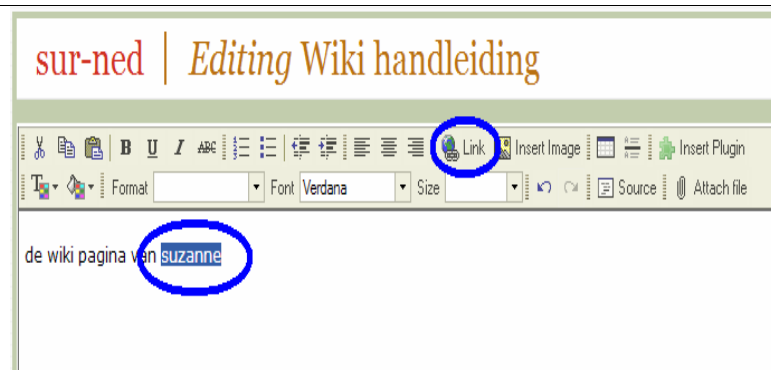 sur-ned | Editing Wiki handleiding
B U I ABC Link Insert Image Insert Plugin
Format Font Verdana Size Source Attach file
de wiki pagina van suzanne